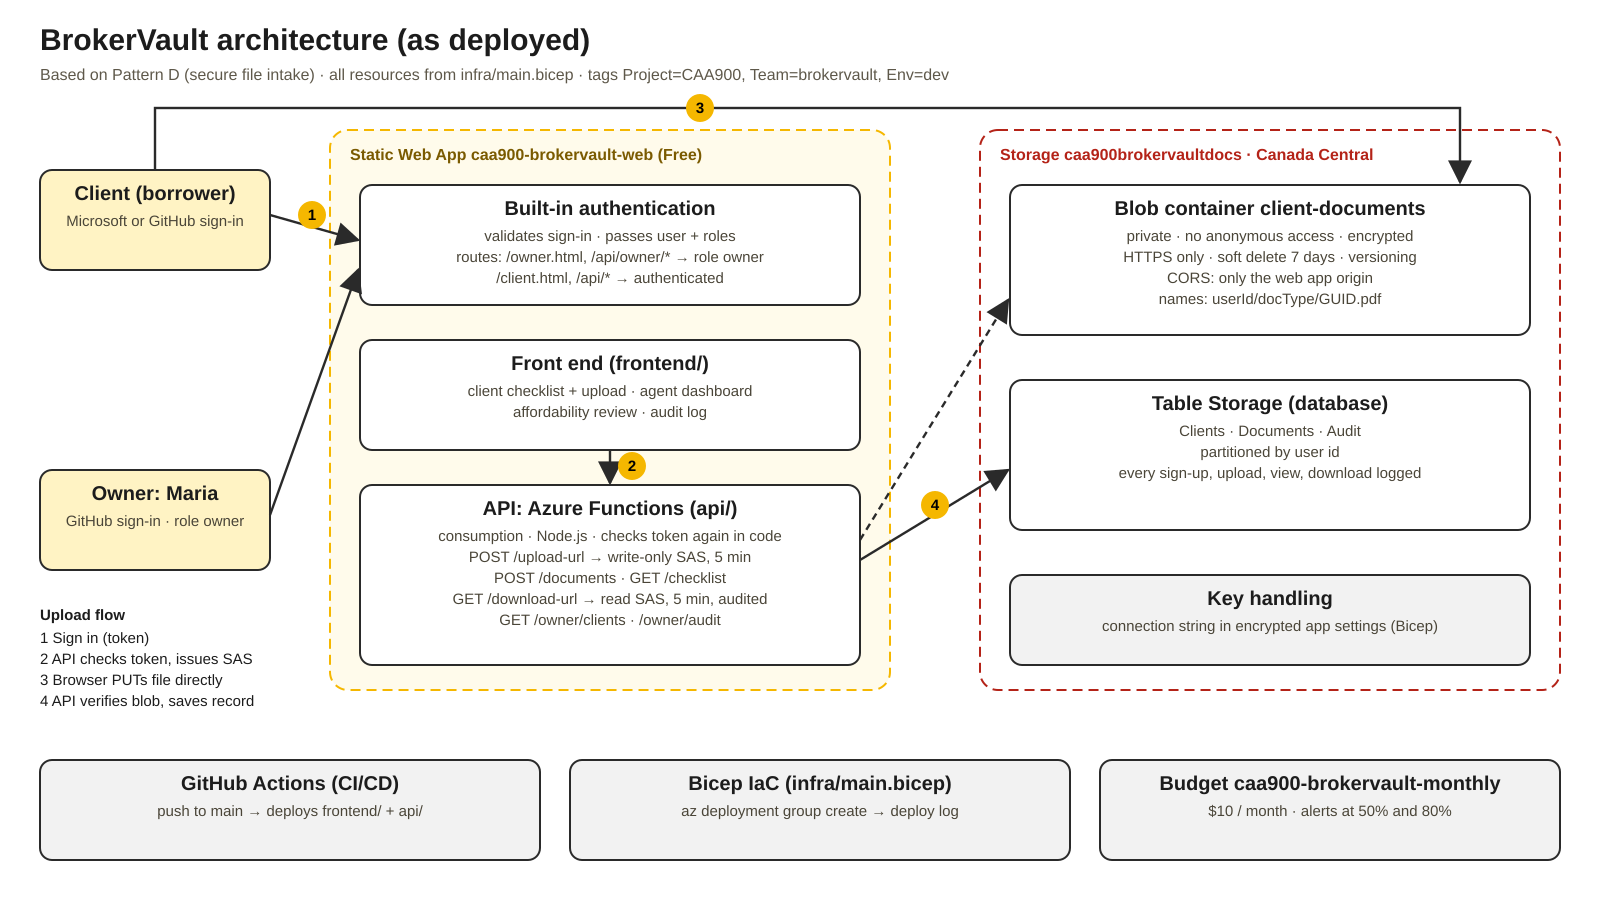 BrokerVault architecture (as deployed)
Based on Pattern D (secure file intake) · all resources from infra/main.bicep · tags Project=CAA900, Team=brokervault, Env=dev
3
Client (borrower)
Microsoft or GitHub sign-in
1
Owner: Maria
GitHub sign-in · role owner
Upload flow
1 Sign in (token)
2 API checks token, issues SAS
3 Browser PUTs file directly
4 API verifies blob, saves record
Static Web App caa900-brokervault-web (Free)
Built-in authentication
validates sign-in · passes user + roles
routes: /owner.html, /api/owner/* → role owner
/client.html, /api/* → authenticated
Front end (frontend/)
client checklist + upload · agent dashboard
affordability review · audit log
2
API: Azure Functions (api/)
consumption · Node.js · checks token again in code
POST /upload-url → write-only SAS, 5 min
POST /documents · GET /checklist
GET /download-url → read SAS, 5 min, audited
GET /owner/clients · /owner/audit
4
Storage caa900brokervaultdocs · Canada Central
Blob container client-documents
private · no anonymous access · encrypted
HTTPS only · soft delete 7 days · versioning
CORS: only the web app origin
names: userId/docType/GUID.pdf
Table Storage (database)
Clients · Documents · Audit
partitioned by user id
every sign-up, upload, view, download logged
Key handling
connection string in encrypted app settings (Bicep)
GitHub Actions (CI/CD)
push to main → deploys frontend/ + api/
Bicep IaC (infra/main.bicep)
az deployment group create → deploy log
Budget caa900-brokervault-monthly
$10 / month · alerts at 50% and 80%